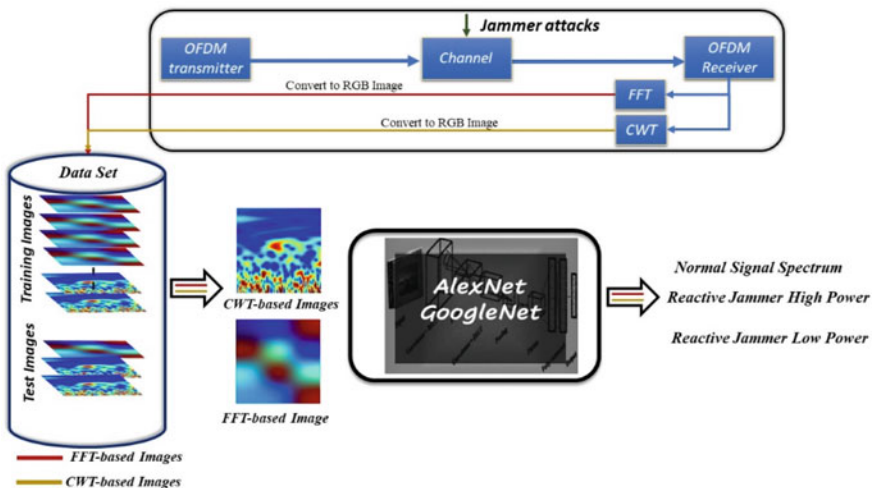 Jammer attacks
OFDM
transmitter
Channel
OFDM
Receiver
Convert to RGB Image
FFT
Convert to RGB Image
CWT
Data Set
Training Images
Test Images
CWT-based Images
FFT-based Image
AlexNet
GoogleNet
Normal Signal Spectrum
Reactive Jammer High Power
Reactive Jammer Low Power
FFT-based Images
CWT-based Images